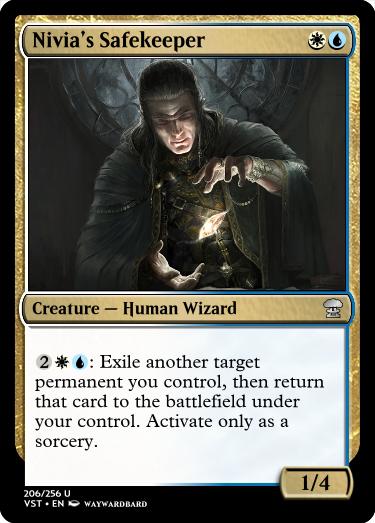 Nivia's Safekeeper
Creature — Human Wizard
2: Exile another target
permanent you control, then return
that card to the battlefield under
your control. Activate only as a
sorcery.
1/4
206/256 U
VST • EN WAYWARDBARD